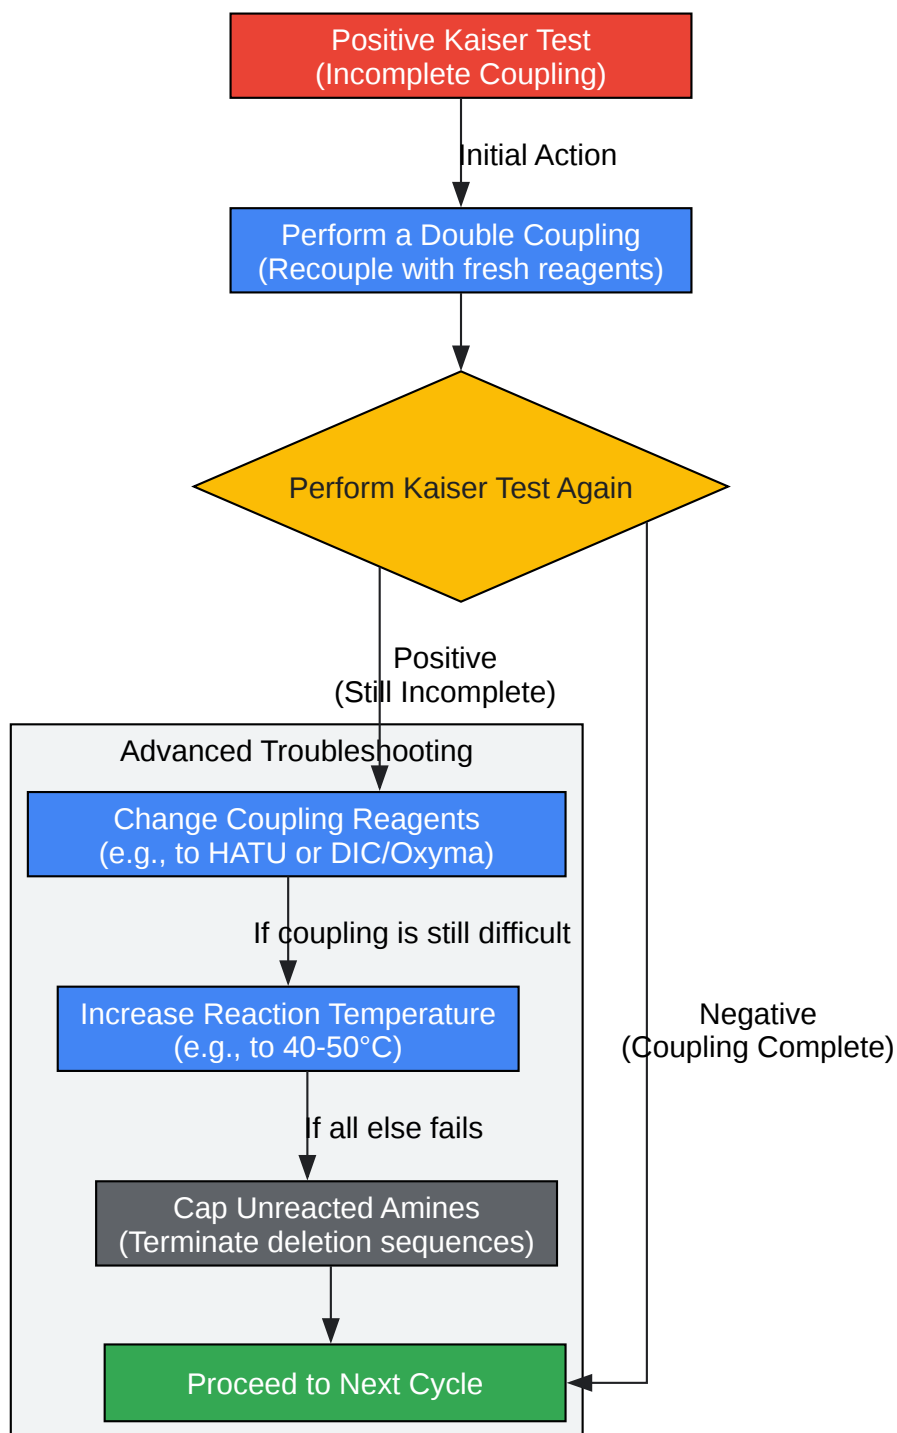 Positive Kaiser Test
(Incomplete Coupling)
Initial Action
Perform a Double Coupling
(Recouple with fresh reagents)
Perform Kaiser Test Again
Positive
(Still Incomplete)
Advanced Troubleshooting
Change Coupling Reagents
(e.g., to HATU or DIC/Oxyma)
If coupling is still difficult
Increase Reaction Temperature
(e.g., to 40-50°C)
Negative
(Coupling Complete)
If all else fails
Cap Unreacted Amines
(Terminate deletion sequences)
Proceed to Next Cycle